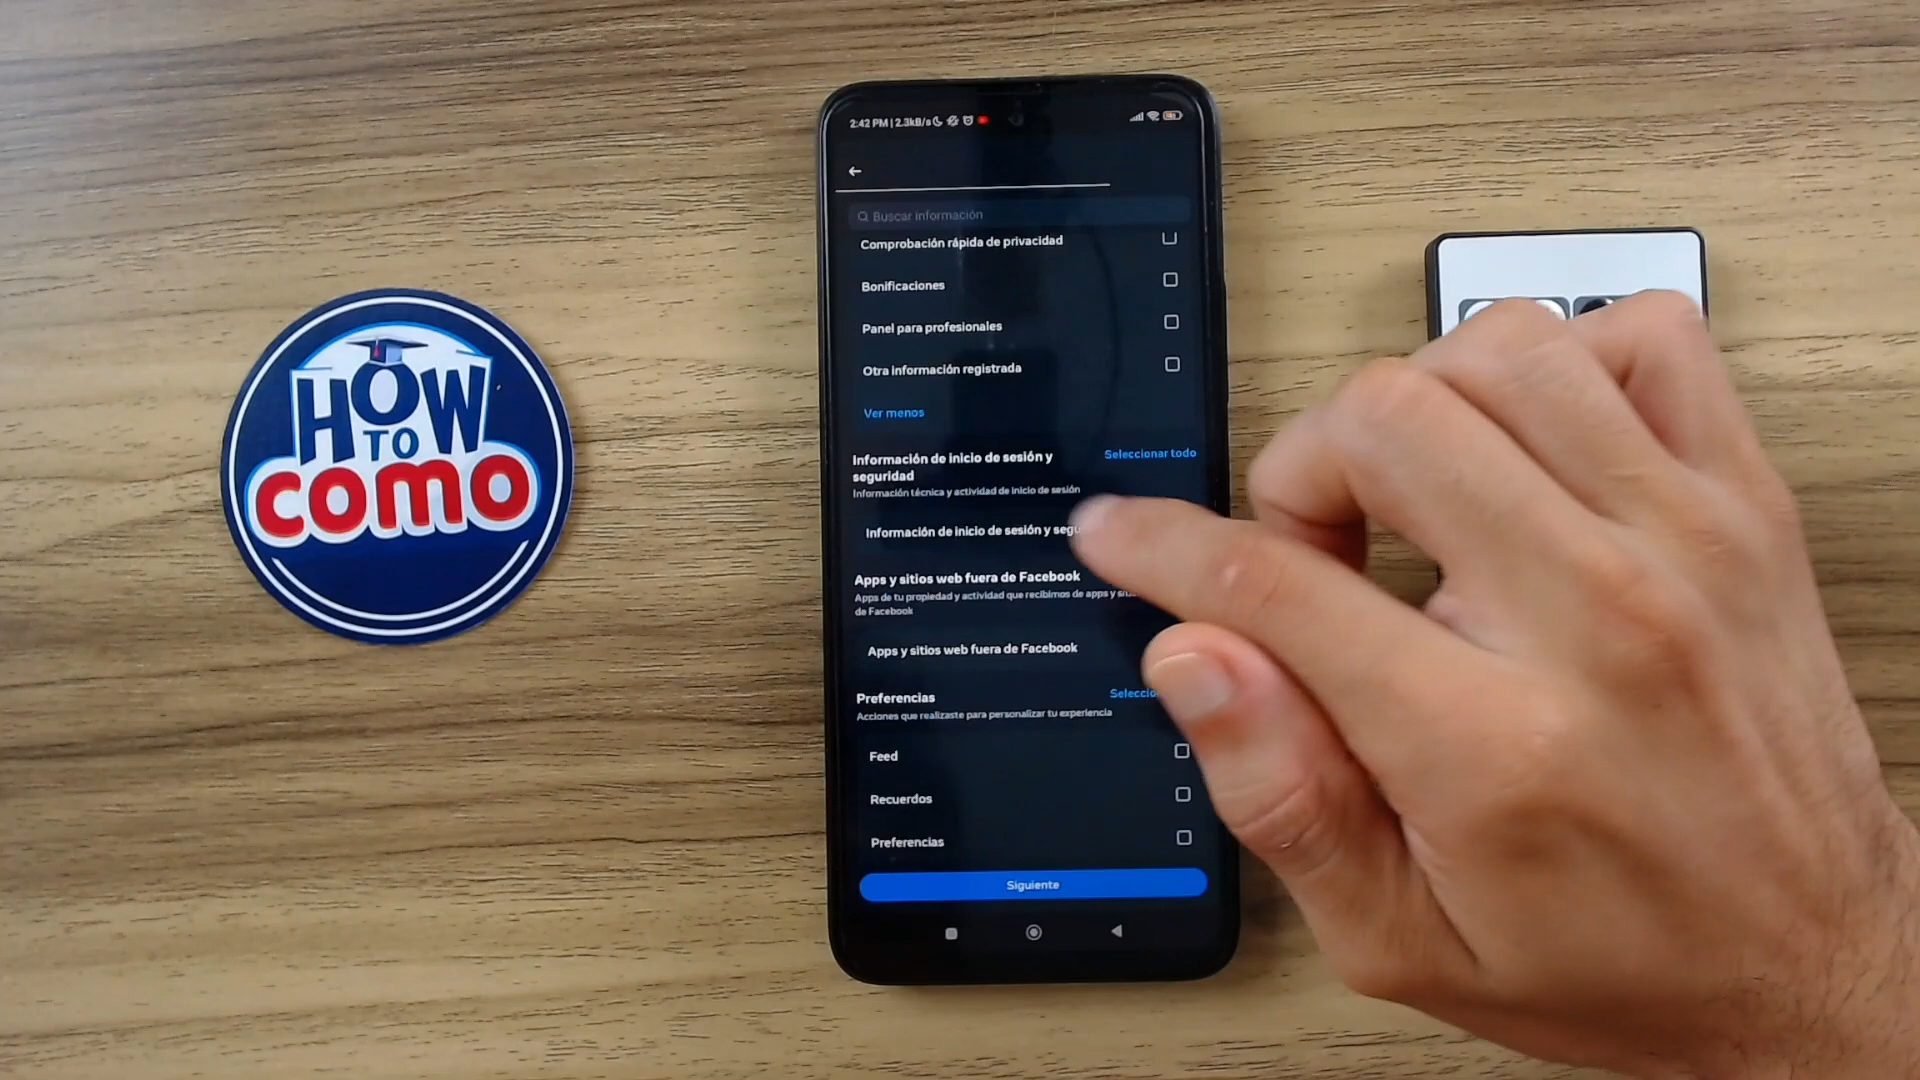 HOW
TO
COMO
2:42 PM | 2.3kB/s
Buscar información
Comprobación rápida de privacidad
Bonificaciones
Panel para profesionales
Otra información registrada
Ver menos
Información de inicio de sesión y
seguridad
Seleccionar todo
Información técnica y actividad de inicio de sesión
Información de inicio de sesión y segu
Apps y sitios web fuera de Facebook
Apps de tu propiedad y actividad que recibimos de apps y
de Facebook
Apps y sitios web fuera de Facebook
Preferencias
Seleccio
Acciones que realizaste para personalizar tu experiencia
Feed
Recuerdos
Preferencias
Siguiente